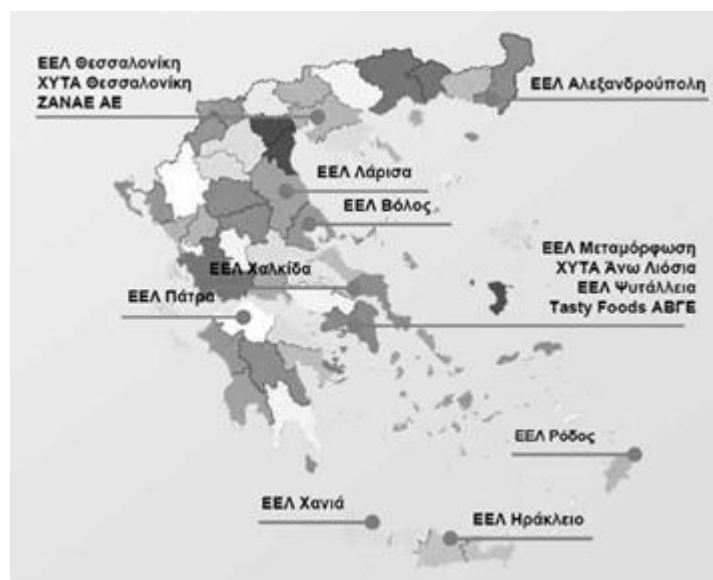 ΕΕΛ Θεσσαλονίκη
ΧΥΤΑ Θεσσαλονίκη
ΖΑΝΑΕ ΑΕ
ΕΕΛ Αλεξανδρούπολη
ΕΕΛ Λάρισα
ΕΕΛ Βόλος
ΕΕΛ Μεταμόρφωση
ΧΥΤΑ Άνω Λιόσια
ΕΕΛ Ψυτάλλεια
Tasty Foods ΑΒΓΕ
ΕΕΛ Χαλκίδα
ΕΕΛ Πάτρα
ΕΕΛ Ρόδος
ΕΕΛ Χανιά
ΕΕΛ Ηράκλειο